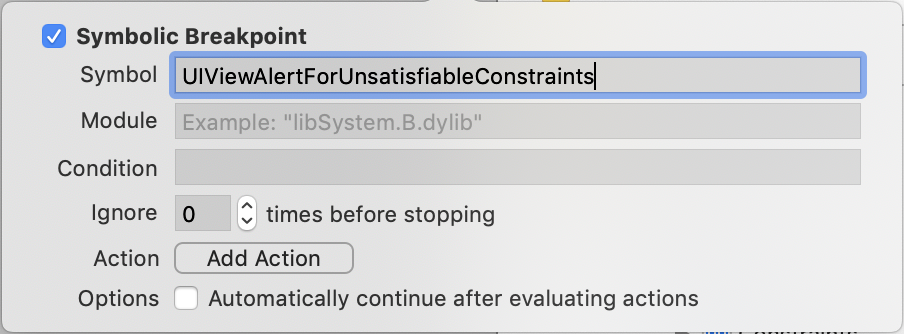 Symbolic Breakpoint
Symbol UIViewAlertForUnsatisfiableConstraints
Module Example: "libSystem.B.dylib"
Condition
Ignore 0 times before stopping
Action Add Action
Options Automatically continue after evaluating actions